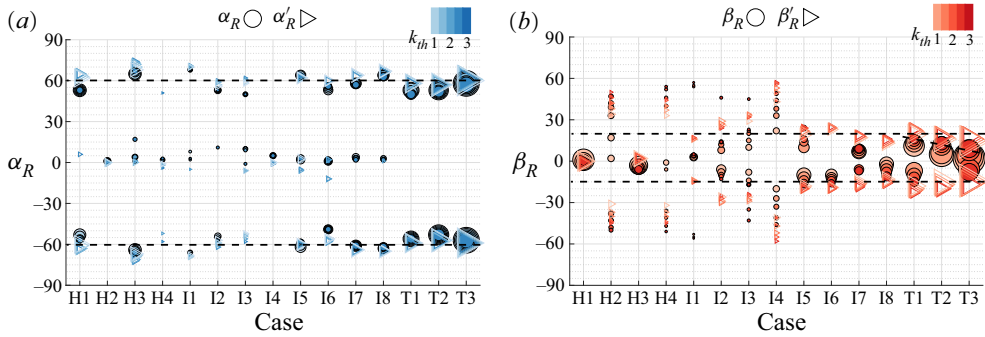 (a)
α_R ○ α′_R ▷
k_th
1 2 3
90
60
30
0
−30
−60
−90
α_R
H1 H2 H3 H4 I1 I2 I3 I4 I5 I6 I7 I8 T1 T2 T3
Case
(b)
β_R ○ β′_R ▷
k_th
1 2 3
90
60
30
0
−30
−60
−90
β_R
H1 H2 H3 H4 I1 I2 I3 I4 I5 I6 I7 I8 T1 T2 T3
Case